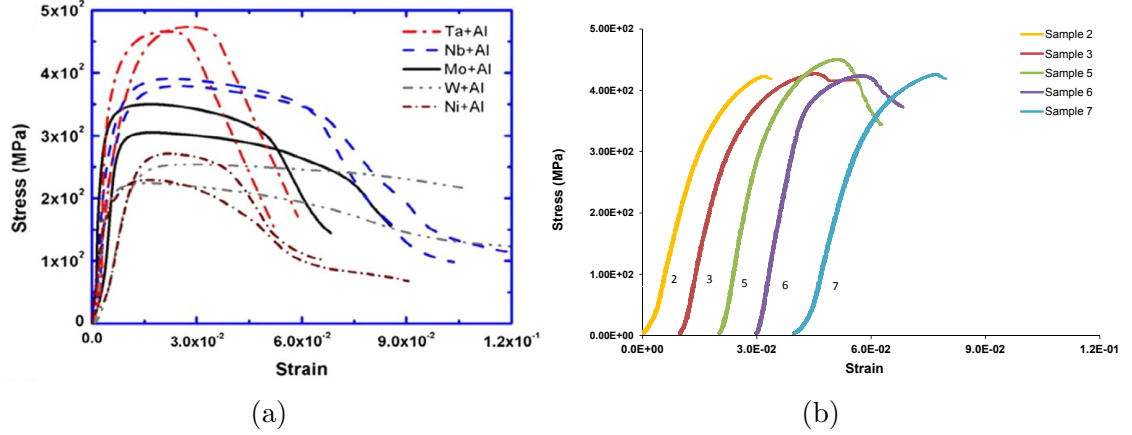 5x10²
4x10²
3x10²
2x10²
1x10²
0
Stress (MPa)
Ta+Al
Nb+Al
Mo+Al
W+Al
Ni+Al
0.0
3.0x10⁻²
6.0x10⁻²
9.0x10⁻²
1.2x10⁻¹
Strain
(a)
5.00E+02
4.00E+02
3.00E+02
2.00E+02
1.00E+02
0.00E+02
Stress (MPa)
Sample 2
Sample 3
Sample 5
Sample 6
Sample 7
2
3
5
6
7
0.0E+00
3.0E-02
6.0E-02
9.0E-02
1.2E-01
Strain
(b)